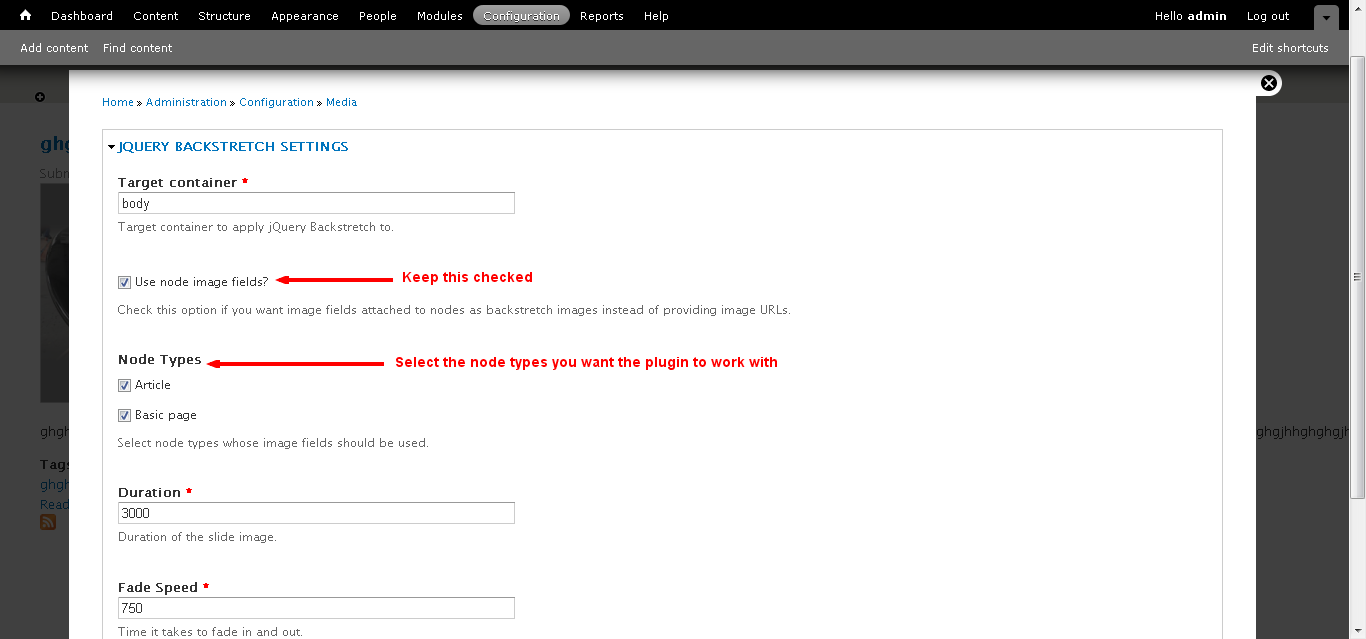 Dashboard Content Structure Appearance People Modules Configuration Reports Help Hello admin Log out
Add content Find content Edit shortcuts
Home » Administration » Configuration » Media
JQUERY BACKSTRETCH SETTINGS
Target container *
body
Target container to apply jQuery Backstretch to.
Use node image fields? Keep this checked
Check this option if you want image fields attached to nodes as backstretch images instead of providing image URLs.
Node Types Select the node types you want the plugin to work with
Article
Basic page
Select node types whose image fields should be used.
Duration *
3000
Duration of the slide image.
Fade Speed *
750
Time it takes to fade in and out.
Tags
Read